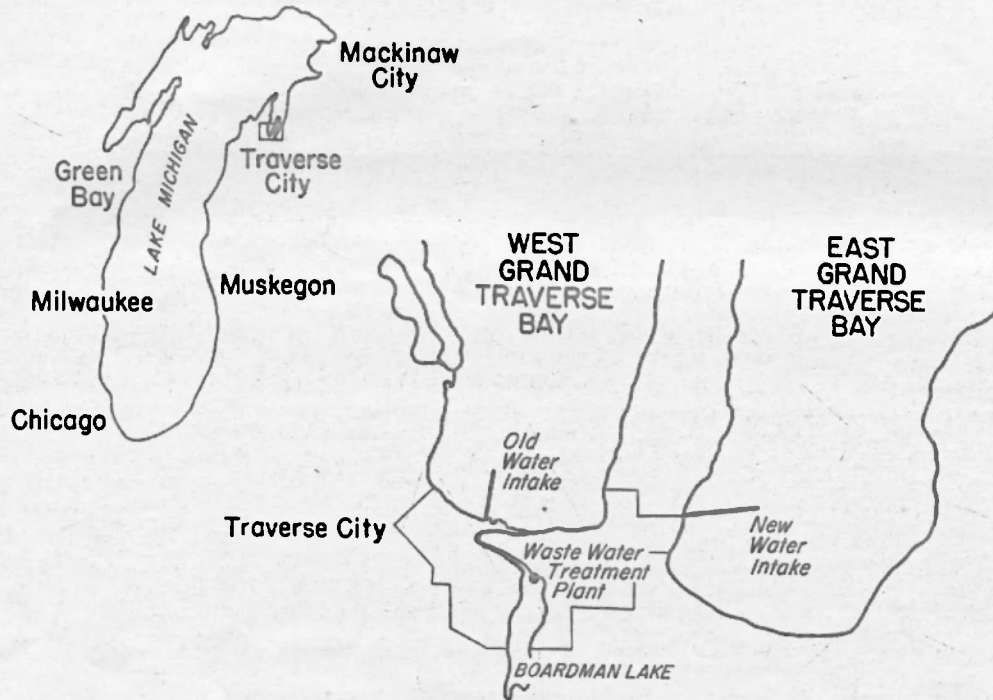 Mackinaw
City
Traverse
City
Green
Bay
LAKE MICHIGAN
Milwaukee
Muskegon
Chicago
WEST
GRAND
TRAVERSE
BAY
EAST
GRAND
TRAVERSE
BAY
Old
Water
Intake
Traverse City
New
Water
Intake
Waste Water
Treatment
Plant
BOARDMAN LAKE